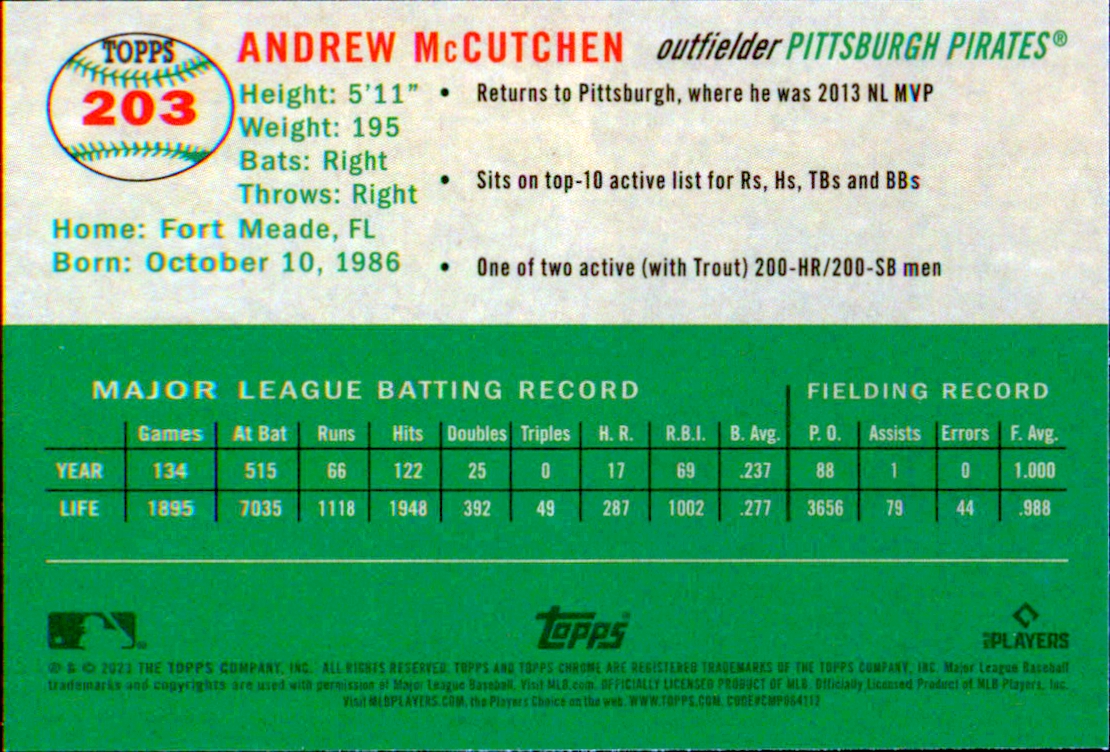 TOPPS
203
ANDREW McCUTCHEN outfielder PITTSBURGH PIRATES®
Height: 5'11"
Weight: 195
Bats: Right
Throws: Right
Home: Fort Meade, FL
Born: October 10, 1986
• Returns to Pittsburgh, where he was 2013 NL MVP
• Sits on top-10 active list for Rs, Hs, TBs and BBs
• One of two active (with Trout) 200-HR/200-SB men
MAJOR LEAGUE BATTING RECORD FIELDING RECORD
Games At Bat Runs Hits Doubles Triples H. R. R.B.I. B. Avg. P. O. Assists Errors F. Avg.
YEAR 134 515 66 122 25 0 17 69 .237 88 1 0 1.000
LIFE 1895 7035 1118 1948 392 49 287 1002 .277 3656 79 44 .988
Topps
MLB PLAYERS
® & © 2023 THE TOPPS COMPANY, INC. ALL RIGHTS RESERVED. TOPPS AND TOPPS CHROME ARE REGISTERED TRADEMARKS OF THE TOPPS COMPANY, INC. Major League Baseball
trademarks and copyrights are used with permission of Major League Baseball. Visit MLB.com. OFFICIALLY LICENSED PRODUCT OF MLB Officially Licensed Product of MLB Players, Inc.
Visit MLBPLAYERS.COM, the Players Choice on the web. WWW.TOPPS.COM. CODE#CMP064112